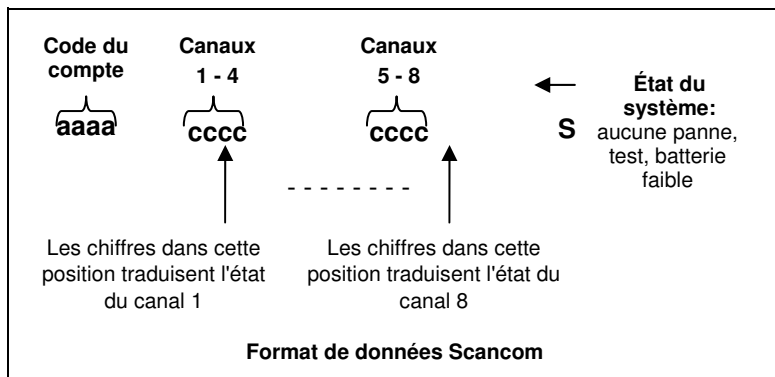 Code du
compte
Canaux
1 - 4
Canaux
5 - 8
État du
système:
aucune panne,
test, batterie
faible
aaaa
cccc
cccc
S
- - - - - - - - -
Les chiffres dans cette
position traduisent l'état
du canal 1
Les chiffres dans cette
position traduisent l'état du
canal 8
Format de données Scancom